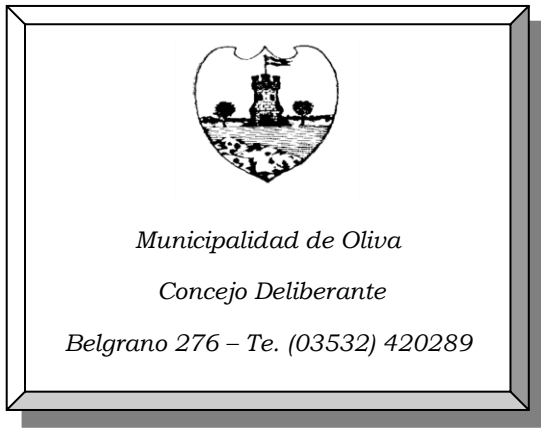 Municipalidad de Oliva
Concejo Deliberante
Belgrano 276 – Te. (03532) 420289